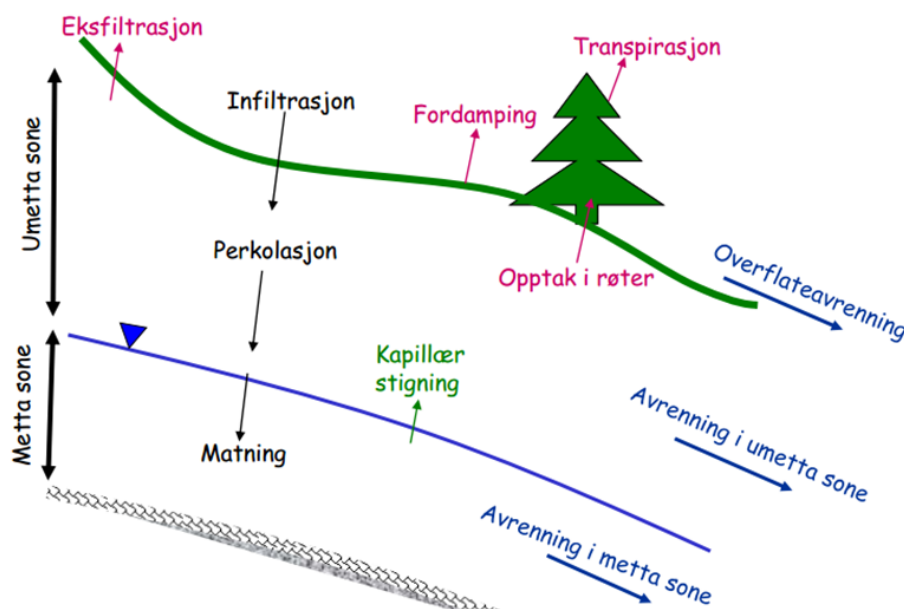 Eksfiltrasjon
Transpirasjon
Infiltrasjon
Fordamping
Umetta sone
Perkolasjon
Opptak i røter
Overflateavrenning
Kapillær
stigning
Metta sone
Matning
Avrenning i umetta sone
Avrenning i metta sone